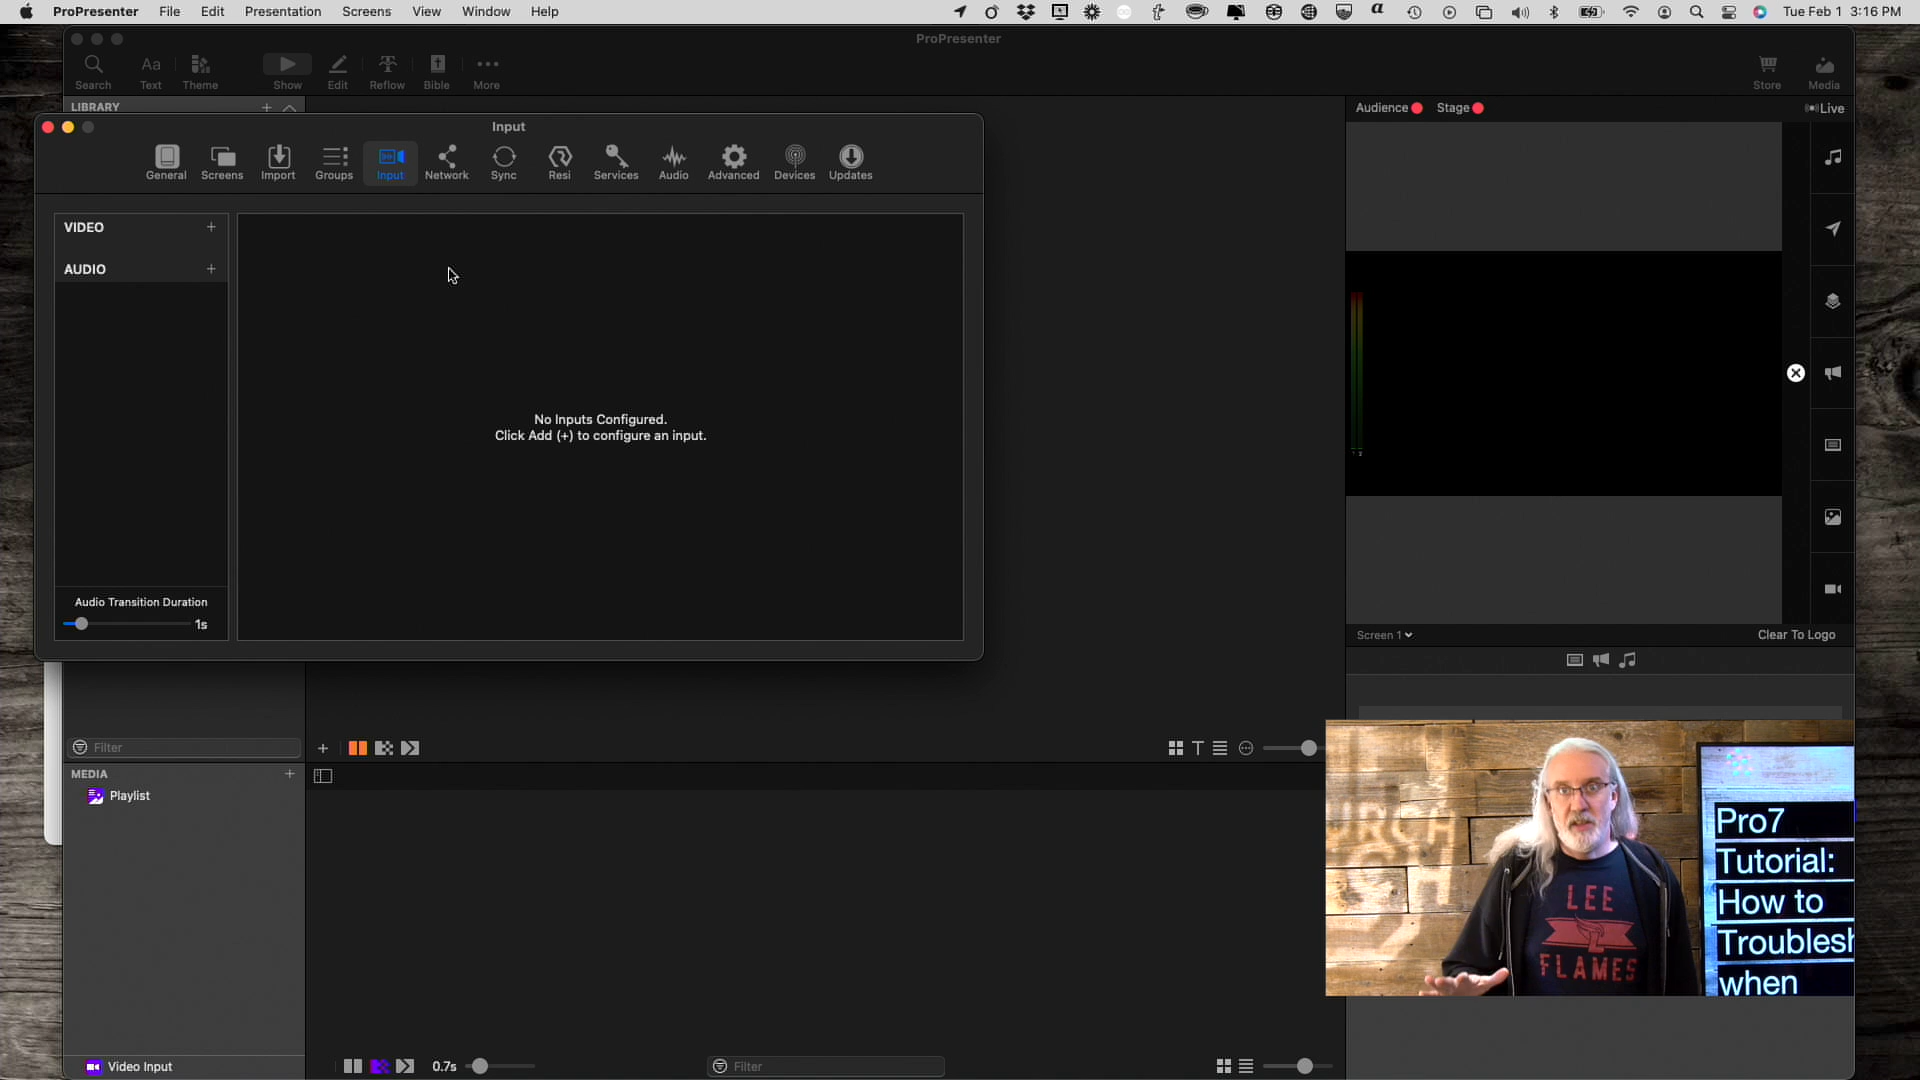 ProPresenter File Edit Presentation Screens View Window Help
Tue Feb 1 3:16 PM
ProPresenter
Search Text Theme Show Edit Reflow Bible More Store Media
LIBRARY
Audience Stage Live
Input
General Screens Import Groups Input Network Sync Resi Services Audio Advanced Devices Updates
VIDEO
AUDIO
No Inputs Configured.
Click Add (+) to configure an input.
Audio Transition Duration
1s
Screen 1
Clear To Logo
Filter
MEDIA
Playlist
Video Input
0.7s
Filter
LEE
FLAMES
Pro7
Tutorial:
How to
Troublesh
when